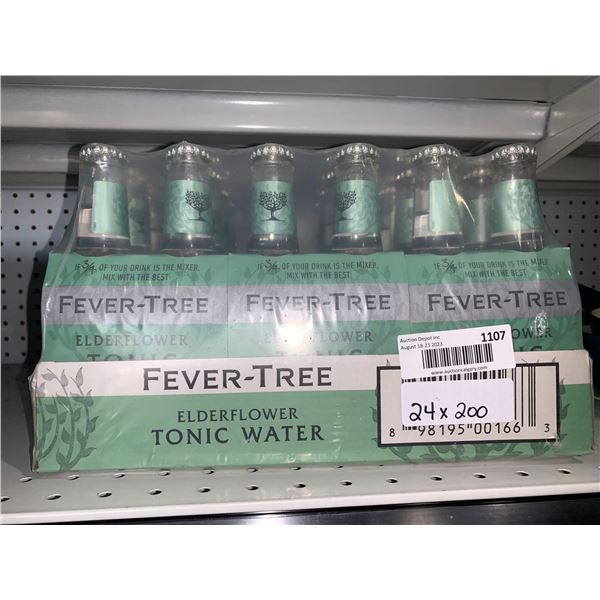 IF ¾ OF YOUR DRINK IS THE MIXER,
MIX WITH THE BEST
IF ¾ OF YOUR DRINK IS THE MIXER,
MIX WITH THE BEST
IF ¾ OF YOUR DRINK IS THE MIXER,
MIX WITH THE BEST
FEVER-TREE
FEVER-TREE
FEVER-TREE
ELDERFLOWER
ELDERFLOWER
Auction Depot Inc
August 18-23 2023
1107
www.auctioncalgary.com
24 x 200
FEVER-TREE
ELDERFLOWER
TONIC WATER
8 98195"00166 3